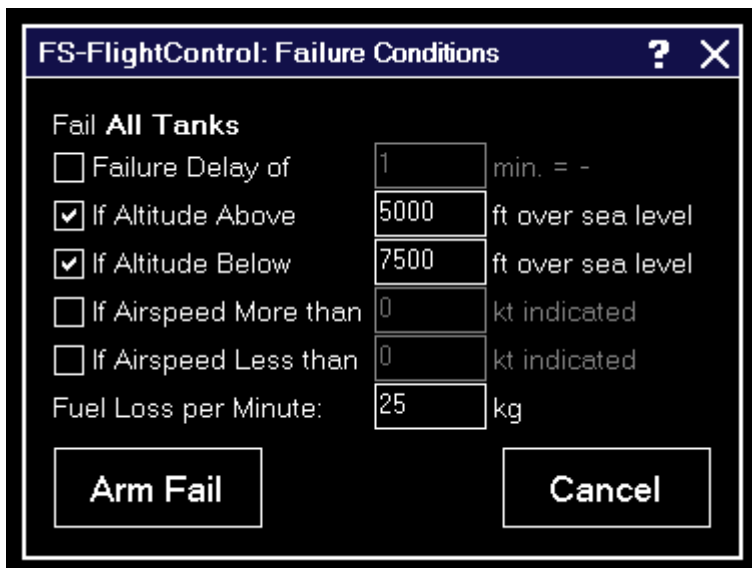 FS-FlightControl: Failure Conditions ? X
Fail All Tanks
Failure Delay of 1 min. = -
If Altitude Above 5000 ft over sea level
If Altitude Below 7500 ft over sea level
If Airspeed More than 0 kt indicated
If Airspeed Less than 0 kt indicated
Fuel Loss per Minute: 25 kg
Arm Fail Cancel